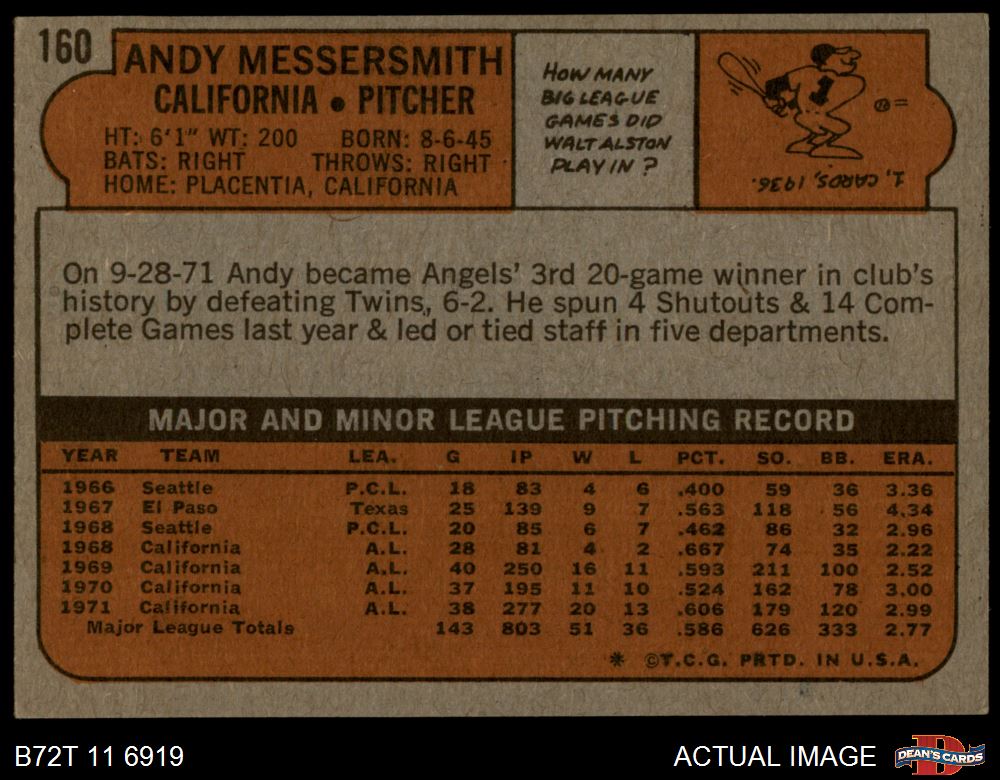 160
ANDY MESSERSMITH
CALIFORNIA • PITCHER
HT: 6'1" WT: 200 BORN: 8-6-45
BATS: RIGHT THROWS: RIGHT
HOME: PLACENTIA, CALIFORNIA
HOW MANY
BIG LEAGUE
GAMES DID
WALT ALSTON
PLAY IN?
1
1, CARDS, 1936.
On 9-28-71 Andy became Angels' 3rd 20-game winner in club's
history by defeating Twins, 6-2. He spun 4 Shutouts & 14 Com-
plete Games last year & led or tied staff in five departments.
MAJOR AND MINOR LEAGUE PITCHING RECORD
YEAR TEAM LEA. G IP W L PCT. SO. BB. ERA.
1966 Seattle P.C.L. 18 83 4 6 .400 59 36 3.36
1967 El Paso Texas 25 139 9 7 .563 118 56 4.34
1968 Seattle P.C.L. 20 85 6 7 .462 86 32 2.96
1968 California A.L. 28 81 4 2 .667 74 35 2.22
1969 California A.L. 40 250 16 11 .593 211 100 2.52
1970 California A.L. 37 195 11 10 .524 162 78 3.00
1971 California A.L. 38 277 20 13 .606 179 120 2.99
Major League Totals 143 803 51 36 .586 626 333 2.77
* ©T.C.G. PRTD. IN U.S.A.
B72T 11 6919
ACTUAL IMAGE
DEAN'S CARDS